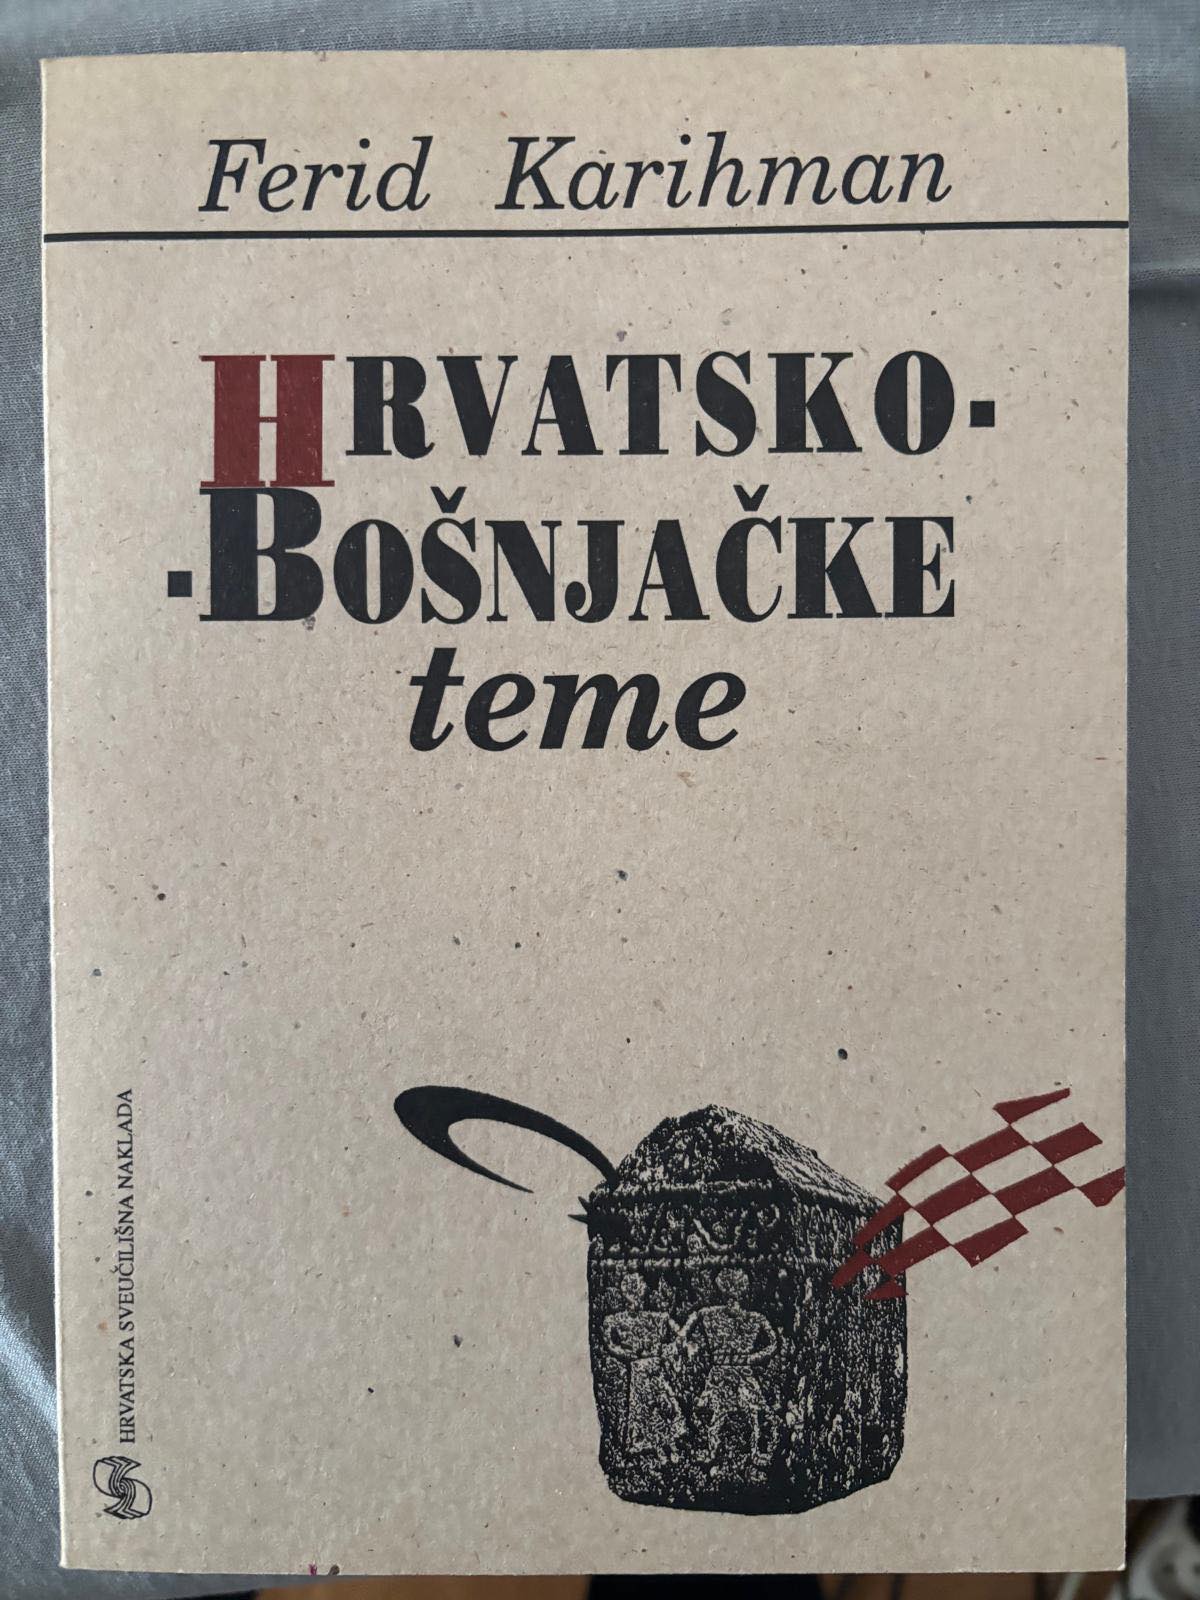 Ferid Karihman
HRVATSKO-
-BOŠNJAČKE
teme
HRVATSKA SVEUČILIŠNA NAKLADA